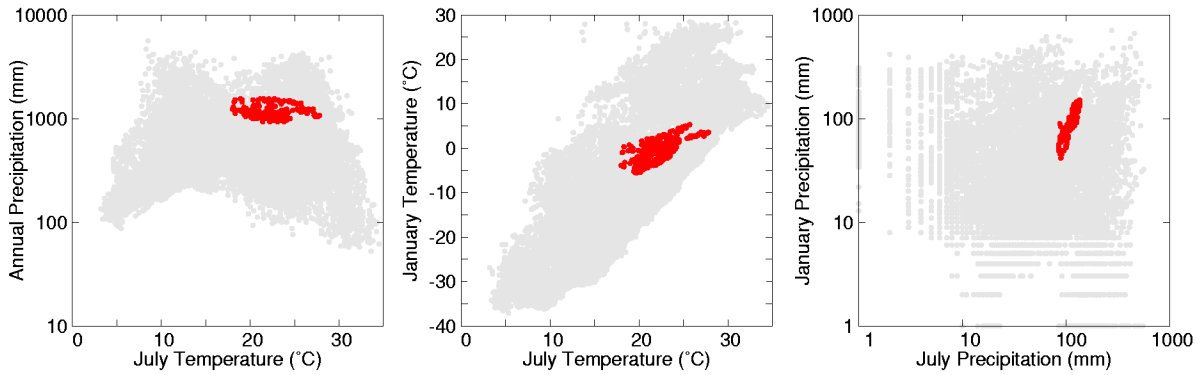 10000
1000
100
10
Annual Precipitation (mm)
0 10 20 30
July Temperature (˚C)
30
20
10
0
-10
-20
-30
-40
January Temperature (˚C)
0 10 20 30
July Temperature (˚C)
1000
100
10
1
January Precipitation (mm)
1 10 100 1000
July Precipitation (mm)